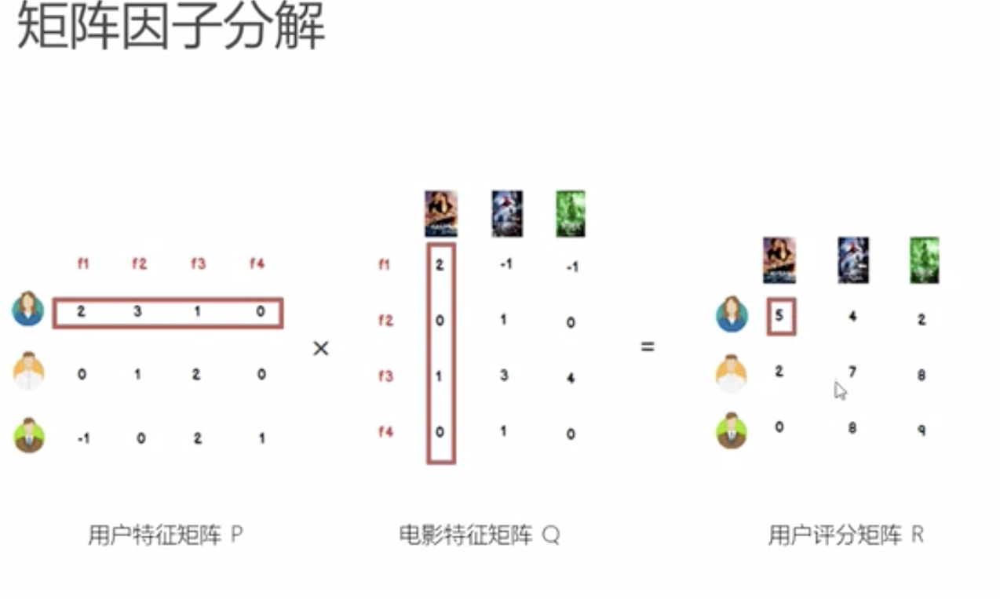 矩阵因子分解
f1 f2 f3 f4
2 3 1 0
0 1 2 0
-1 0 2 1
用户特征矩阵 P
×
f1 2 -1 -1
f2 0 1 0
f3 1 3 4
f4 0 1 0
电影特征矩阵 Q
=
5 4 2
2 7 8
0 8 9
用户评分矩阵 R